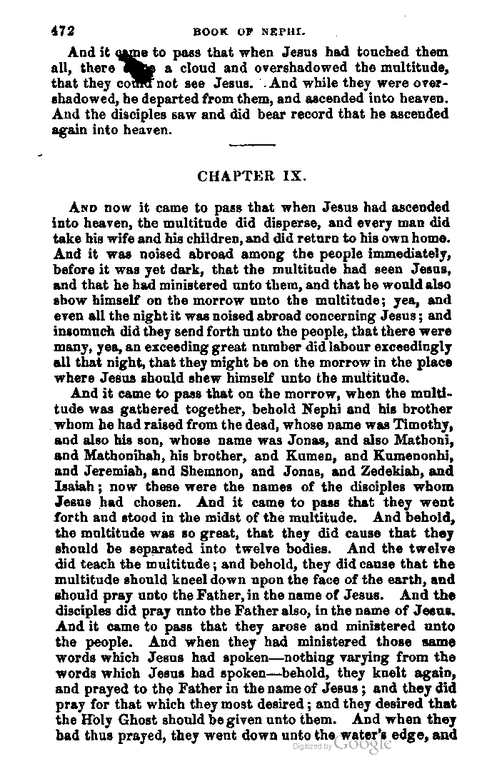 472 BOOK OF NEPHI.
And it came to pass that when Jesus had touched them
all, there came a cloud and overshadowed the multitude,
that they could not see Jesus. And while they were over-
shadowed, he departed from them, and ascended into heaven.
And the disciples saw and did bear record that he ascended
again into heaven.
CHAPTER IX.
AND now it came to pass that when Jesus had ascended
into heaven, the multitude did disperse, and every man did
take his wife and his children, and did return to his own home.
And it was noised abroad among the people immediately,
before it was yet dark, that the multitude had seen Jesus,
and that he had ministered unto them, and that he would also
show himself on the morrow unto the multitude; yea, and
even all the night it was noised abroad concerning Jesus; and
insomuch did they send forth unto the people, that there were
many, yea, an exceeding great number did labour exceedingly
all that night, that they might be on the morrow in the place
where Jesus should shew himself unto the multitude.
And it came to pass that on the morrow, when the multi-
tude was gathered together, behold Nephi and his brother
whom he had raised from the dead, whose name was Timothy,
and also his son, whose name was Jonas, and also Mathoni,
and Mathonihah, his brother, and Kumen, and Kumenonhi,
and Jeremiah, and Shemnon, and Jonas, and Zedekiah, and
Isaiah; now these were the names of the disciples whom
Jesus had chosen. And it came to pass that they went
forth and stood in the midst of the multitude. And behold,
the multitude was so great, that they did cause that they
should be separated into twelve bodies. And the twelve
did teach the multitude; and behold, they did cause that the
multitude should kneel down upon the face of the earth, and
should pray unto the Father, in the name of Jesus. And the
disciples did pray unto the Father also, in the name of Jesus.
And it came to pass that they arose and ministered unto
the people. And when they had ministered those same
words which Jesus had spoken—nothing varying from the
words which Jesus had spoken—behold, they knelt again,
and prayed to the Father in the name of Jesus; and they did
pray for that which they most desired; and they desired that
the Holy Ghost should be given unto them. And when they
had thus prayed, they went down unto the water's edge, and
Digitized by Google